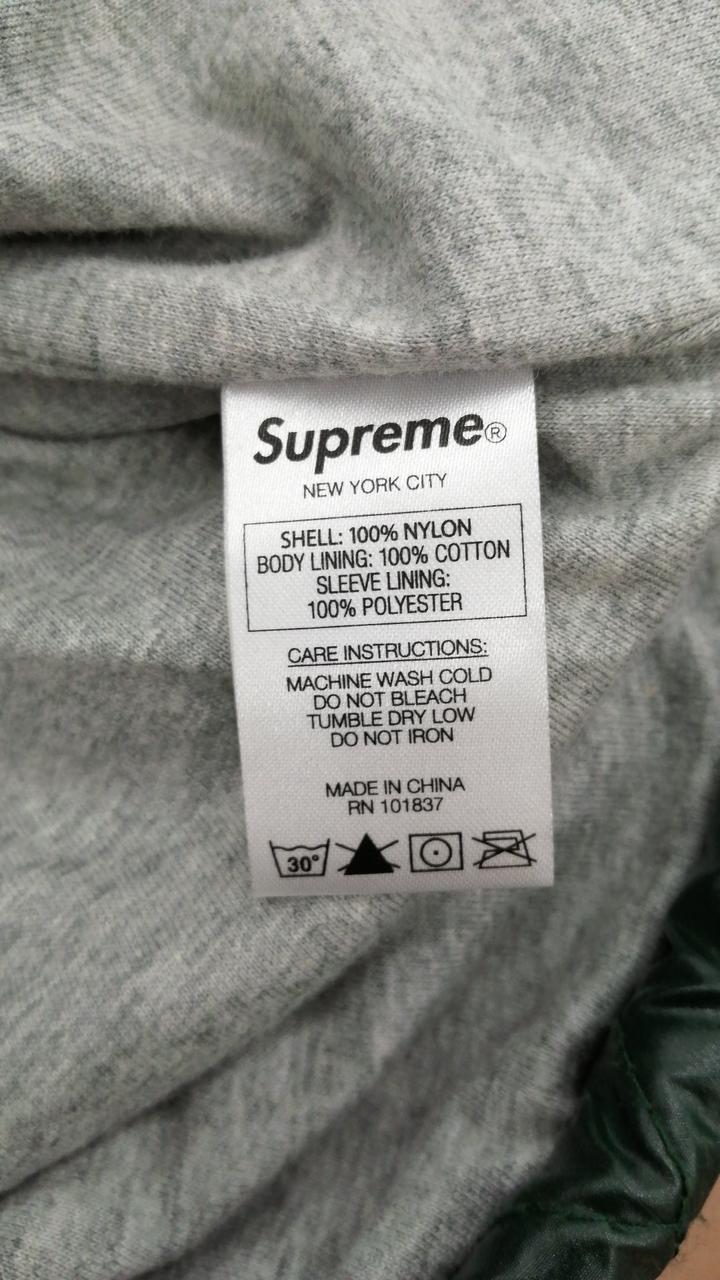 Supreme®
NEW YORK CITY
SHELL: 100% NYLON
BODY LINING: 100% COTTON
SLEEVE LINING:
100% POLYESTER
CARE INSTRUCTIONS:
MACHINE WASH COLD
DO NOT BLEACH
TUMBLE DRY LOW
DO NOT IRON
MADE IN CHINA
RN 101837
30°